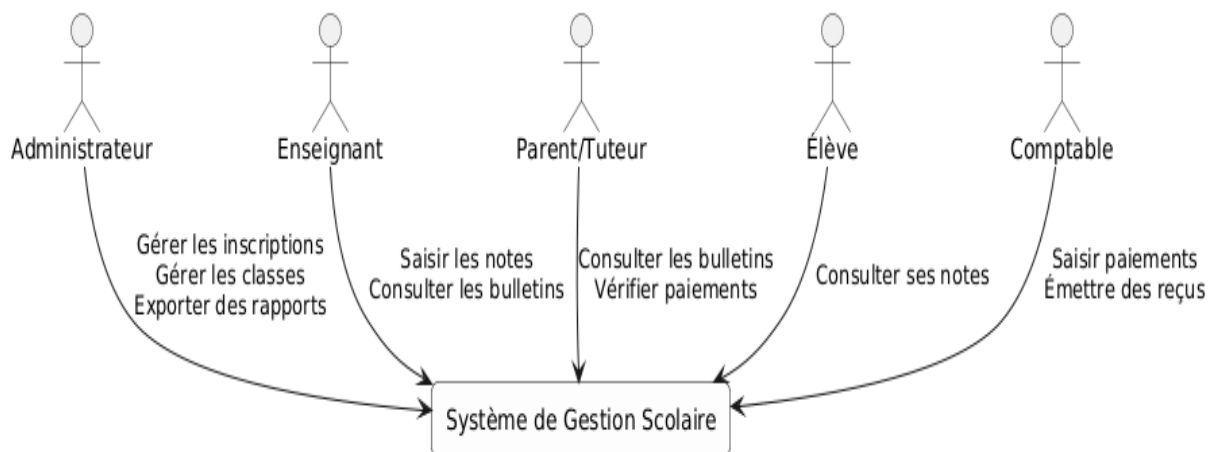 Administrateur
Enseignant
Parent/Tuteur
Élève
Comptable
Gérer les inscriptions
Gérer les classes
Exporter des rapports
Saisir les notes
Consulter les bulletins
Consulter les bulletins
Vérifier paiements
Consulter ses notes
Saisir paiements
Émettre des reçus
Système de Gestion Scolaire